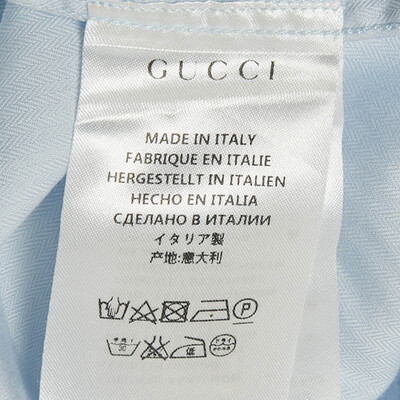 GUCCI
MADE IN ITALY
FABRIQUE EN ITALIE
HERGESTELLT IN ITALIEN
HECHO EN ITALIA
СДЕЛАНО В ИТАЛИИ
イタリア製
产地:意大利
P